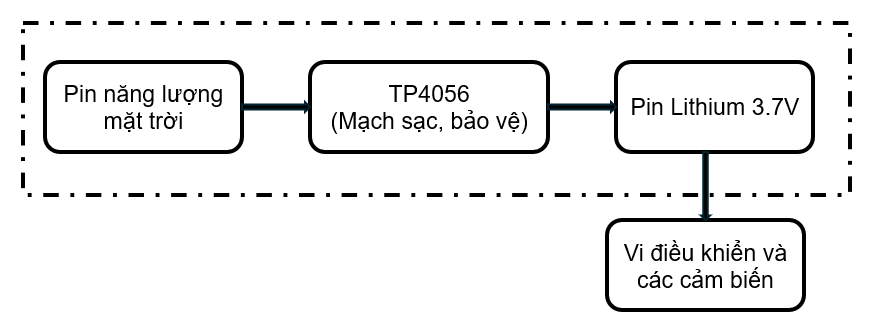 Pin năng lượng
mặt trời
TP4056
(Mạch sạc, bảo vệ)
Pin Lithium 3.7V
Vi điều khiển và
các cảm biến